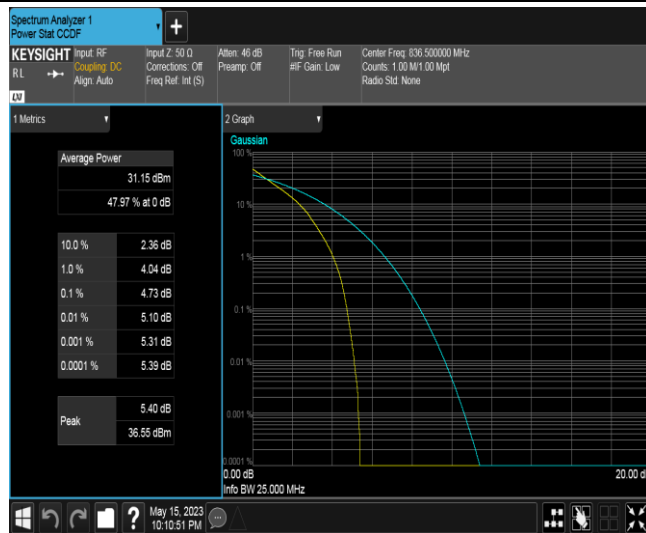 Spectrum Analyzer 1
Power Stat CCDF
+
KEYSIGHT
RL
LXI
Input: RF
Coupling: DC
Align: Auto
Input Z: 50 Ω
Corrections: Off
Freq Ref: Int (S)
Atten: 46 dB
Preamp: Off
Trig: Free Run
#IF Gain: Low
Center Freq: 836.500000 MHz
Counts: 1.00 M/1.00 Mpt
Radio Std: None
1 Metrics
Average Power
31.15 dBm
47.97 % at 0 dB
10.0 % 2.36 dB
1.0 % 4.04 dB
0.1 % 4.73 dB
0.01 % 5.10 dB
0.001 % 5.31 dB
0.0001 % 5.39 dB
Peak
5.40 dB
36.55 dBm
2 Graph
Gaussian
100 %
10 %
1 %
0.1 %
0.01 %
0.001 %
0.0001 %
0.00 dB
20.00 d
Info BW 25.000 MHz
?
May 15, 2023
10:10:51 PM